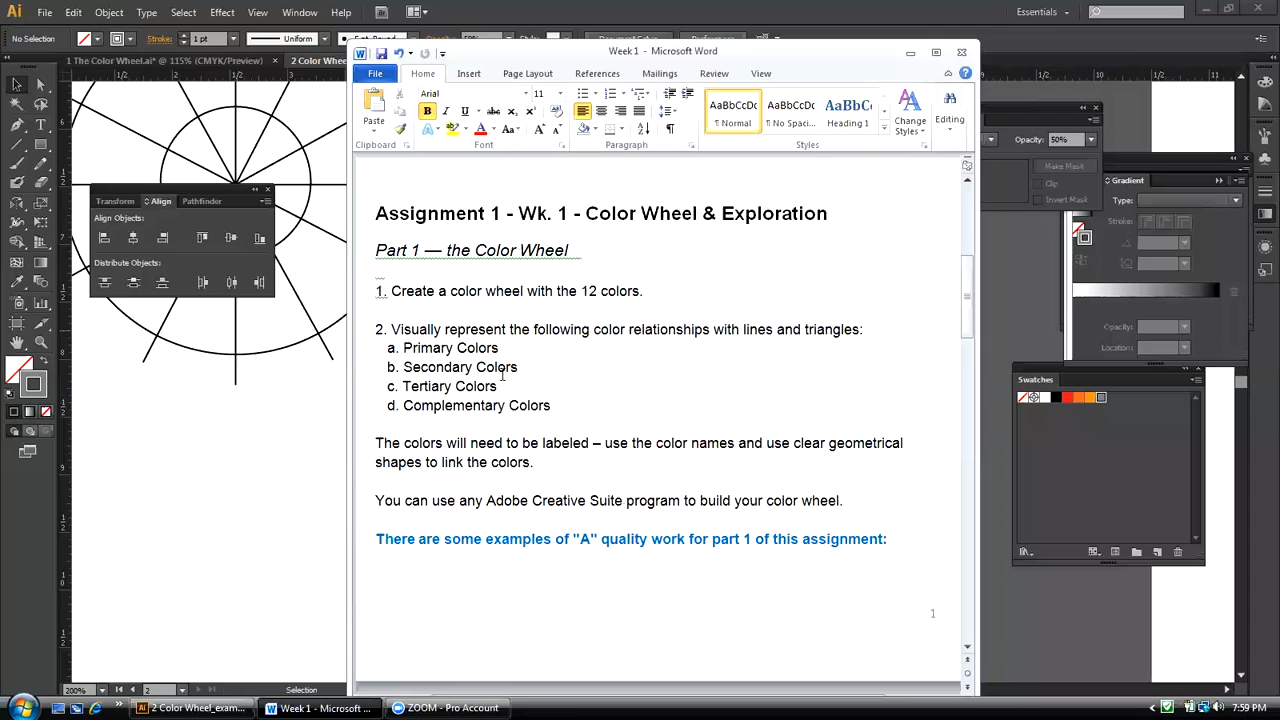 Ai File Edit Object Type Select Effect View Window Help Br Essentials
No Selection Stroke: 1 pt Uniform
1 The Color Wheel.ai* @ 115% (CMYK/Preview) × 2 Color Whe
Week 1 - Microsoft Word
File Home Insert Page Layout References Mailings Review View
Arial 11
Paste
AaBbCcDc AaBbCcDc AaBbC
¶ Normal ¶ No Spaci... Heading 1
Change Styles
Editing
Clipboard Font Paragraph Styles
Transform Align Pathfinder
Align Objects:
Distribute Objects:
Assignment 1 - Wk. 1 - Color Wheel & Exploration
Part 1 — the Color Wheel
1. Create a color wheel with the 12 colors.
2. Visually represent the following color relationships with lines and triangles:
a. Primary Colors
b. Secondary Colors
c. Tertiary Colors
d. Complementary Colors
The colors will need to be labeled – use the color names and use clear geometrical
shapes to link the colors.
You can use any Adobe Creative Suite program to build your color wheel.
There are some examples of "A" quality work for part 1 of this assignment:
1
Opacity: 50%
Make Mask
Clip
Invert Mask
Gradient
Type:
Stroke:
Opacity:
Location:
Swatches
200% 2 Selection
2 Color Wheel_exam... Week 1 - Microsoft ... ZOOM - Pro Account 7:59 PM